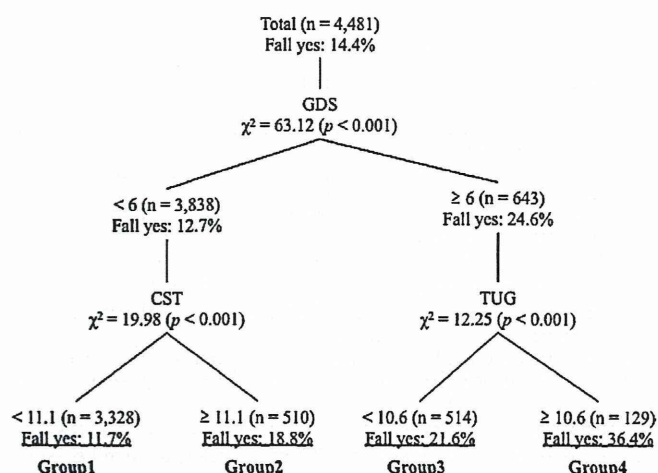 Total (n = 4,481)
Fall yes: 14.4%
GDS
χ² = 63.12 (p < 0.001)
< 6 (n = 3,838)
Fall yes: 12.7%
≥ 6 (n = 643)
Fall yes: 24.6%
CST
χ² = 19.98 (p < 0.001)
TUG
χ² = 12.25 (p < 0.001)
< 11.1 (n = 3,328)
Fall yes: 11.7%
Group1
≥ 11.1 (n = 510)
Fall yes: 18.8%
Group2
< 10.6 (n = 514)
Fall yes: 21.6%
Group3
≥ 10.6 (n = 129)
Fall yes: 36.4%
Group4